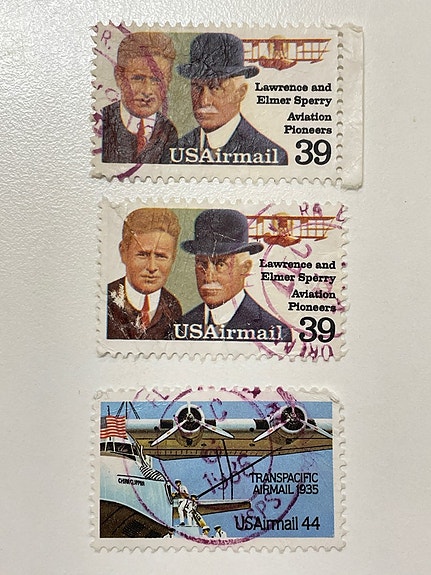 Lawrence and
Elmer Sperry
Aviation
Pioneers
USAirmail 39
Lawrence and
Elmer Sperry
Aviation
Pioneers
USAirmail 39
CHINA CLIPPER
TRANSPACIFIC
AIRMAIL 1935
USAirmail 44